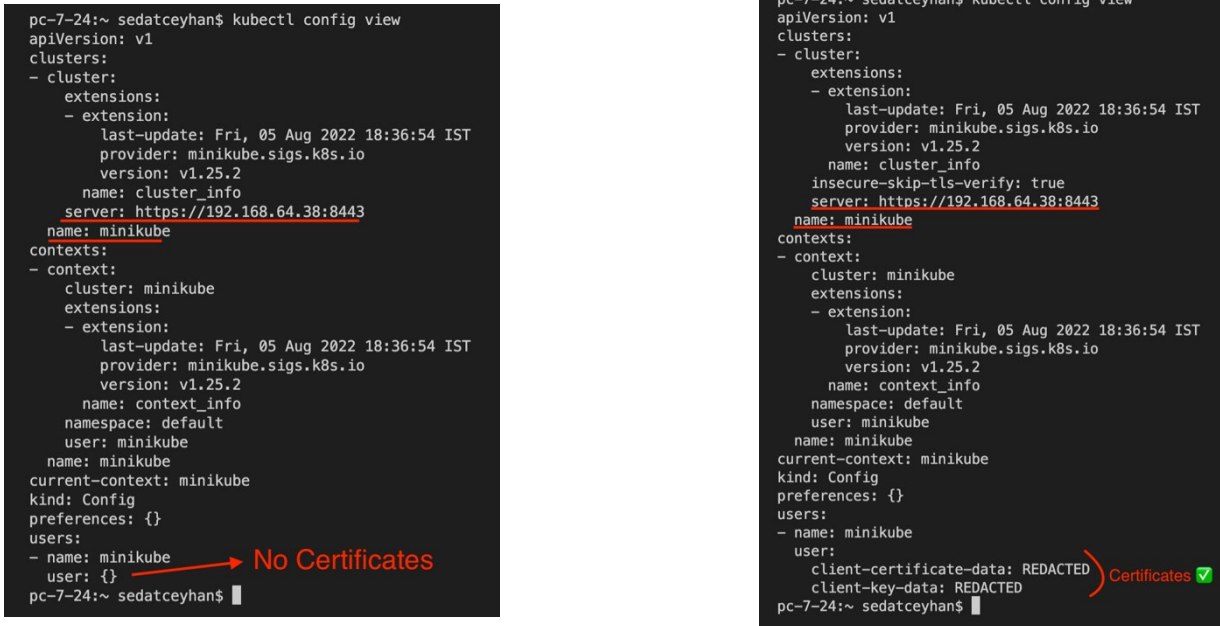 pc-7-24:~ sedatceyhan$ kubectl config view
apiVersion: v1
clusters:
- cluster:
    extensions:
    - extension:
        last-update: Fri, 05 Aug 2022 18:36:54 IST
        provider: minikube.sigs.k8s.io
        version: v1.25.2
      name: cluster_info
    server: https://192.168.64.38:8443
  name: minikube
contexts:
- context:
    cluster: minikube
    extensions:
    - extension:
        last-update: Fri, 05 Aug 2022 18:36:54 IST
        provider: minikube.sigs.k8s.io
        version: v1.25.2
      name: context_info
    namespace: default
    user: minikube
  name: minikube
current-context: minikube
kind: Config
preferences: {}
users:
- name: minikube
  user: {}
No Certificates
pc-7-24:~ sedatceyhan$
pc-7-24:~ sedatceyhan$ kubectl config view
apiVersion: v1
clusters:
- cluster:
    extensions:
    - extension:
        last-update: Fri, 05 Aug 2022 18:36:54 IST
        provider: minikube.sigs.k8s.io
        version: v1.25.2
      name: cluster_info
    insecure-skip-tls-verify: true
    server: https://192.168.64.38:8443
  name: minikube
contexts:
- context:
    cluster: minikube
    extensions:
    - extension:
        last-update: Fri, 05 Aug 2022 18:36:54 IST
        provider: minikube.sigs.k8s.io
        version: v1.25.2
      name: context_info
    namespace: default
    user: minikube
  name: minikube
current-context: minikube
kind: Config
preferences: {}
users:
- name: minikube
  user:
    client-certificate-data: REDACTED
    client-key-data: REDACTED
Certificates ✅
pc-7-24:~ sedatceyhan$